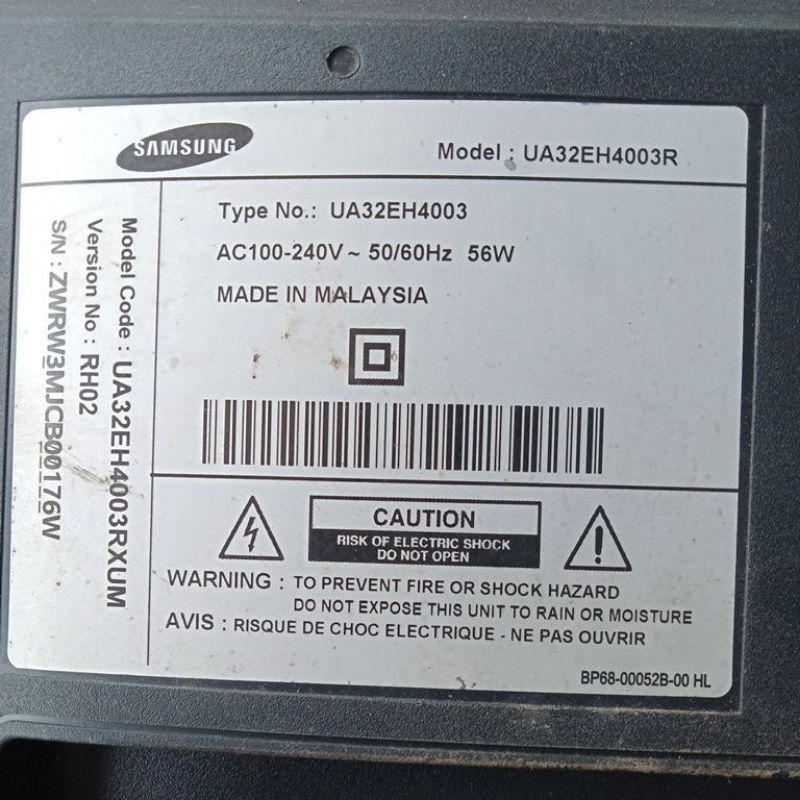 SAMSUNG
Model : UA32EH4003R
Type No.: UA32EH4003
AC100-240V ~ 50/60Hz 56W
MADE IN MALAYSIA
Model Code : UA32EH4003RXUM
Version No : RH02
S/N : ZWRW3MJCB00176W
CAUTION
RISK OF ELECTRIC SHOCK
DO NOT OPEN
WARNING : TO PREVENT FIRE OR SHOCK HAZARD
DO NOT EXPOSE THIS UNIT TO RAIN OR MOISTURE
AVIS : RISQUE DE CHOC ELECTRIQUE - NE PAS OUVRIR
BP68-00052B-00 HL